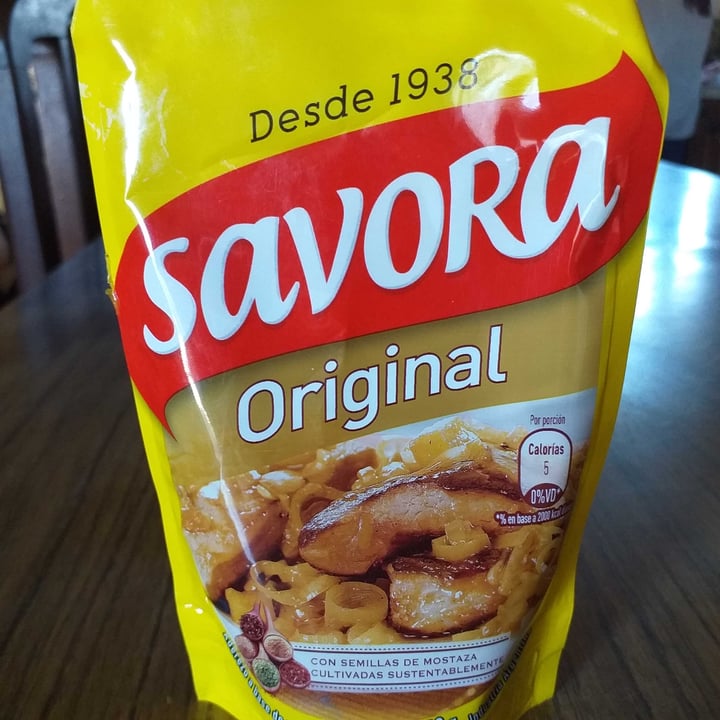 Desde 1938
SAVORA
Original
Por porción
Calorías
5
0%VD*
*% en base a 2000 kcal
CON SEMILLAS DE MOSTAZA
CULTIVADAS SUSTENTABLEMENTE